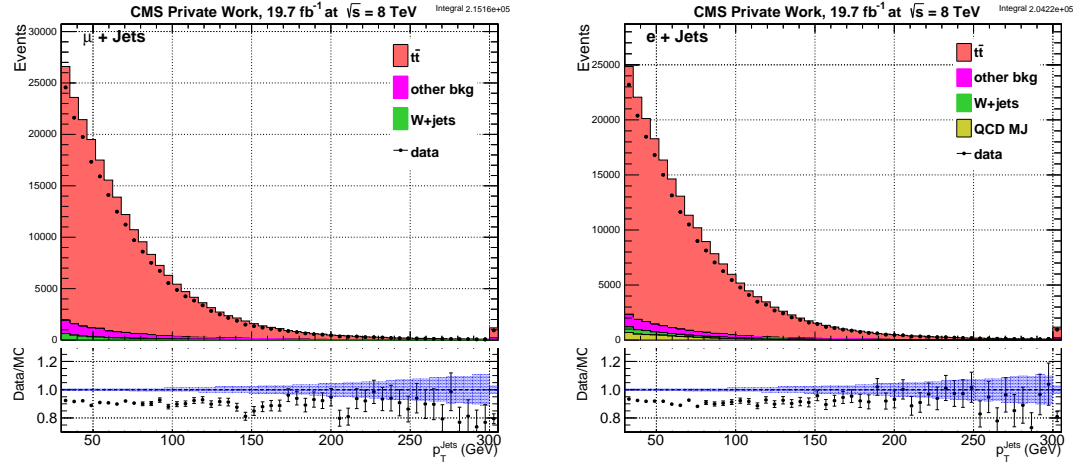 CMS Private Work, 19.7 fb⁻¹ at √s = 8 TeV
Integral 2.1516e+05
μ + Jets
Events
30000
25000
20000
15000
10000
5000
0
tt̄
other bkg
W+jets
data
Data/MC
1.2
1.0
0.8
50 100 150 200 250 300
p_T^Jets (GeV)
CMS Private Work, 19.7 fb⁻¹ at √s = 8 TeV
Integral 2.0422e+05
e + Jets
Events
25000
20000
15000
10000
5000
0
tt̄
other bkg
W+jets
QCD MJ
data
Data/MC
1.2
1.0
0.8
50 100 150 200 250 300
p_T^Jets (GeV)